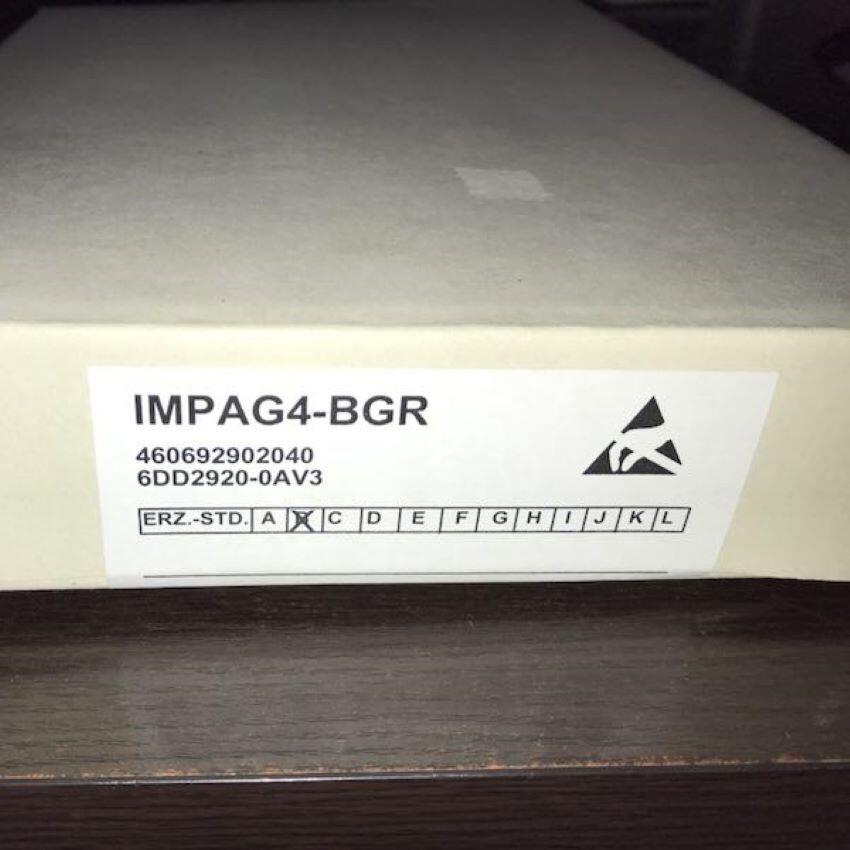 IMPAG4-BGR
460692902040
6DD2920-0AV3
ERZ.-STD. A B C D E F G H I J K L